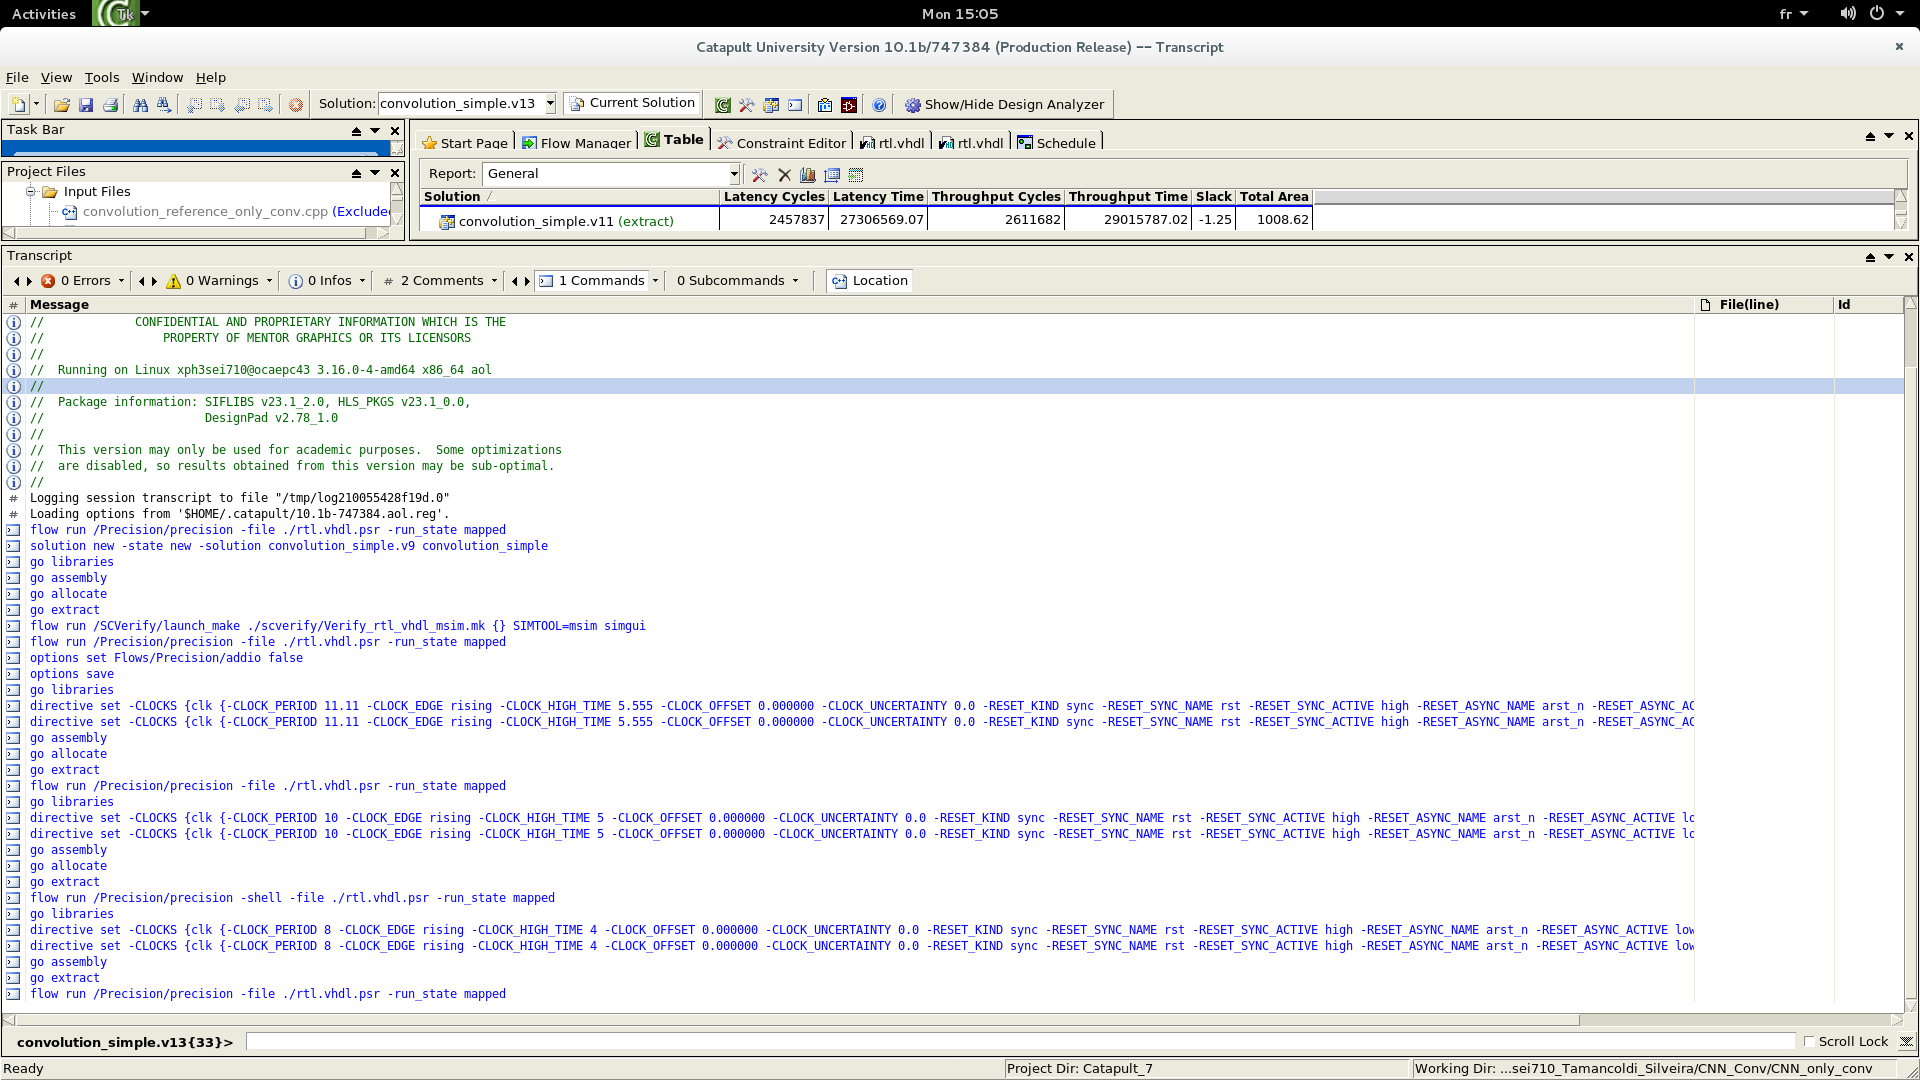 Activities
Tk
Mon 15:05
fr
Catapult University Version 10.1b/747384 (Production Release) -- Transcript
File View Tools Window Help
Solution: convolution_simple.v13 Current Solution Show/Hide Design Analyzer
Task Bar
Project Files
Input Files
convolution_reference_only_conv.cpp (Exclude
Start Page Flow Manager Table Constraint Editor rtl.vhdl rtl.vhdl Schedule
Report: General
Solution Latency Cycles Latency Time Throughput Cycles Throughput Time Slack Total Area
convolution_simple.v11 (extract) 2457837 27306569.07 2611682 29015787.02 -1.25 1008.62
Transcript
0 Errors 0 Warnings 0 Infos # 2 Comments 1 Commands 0 Subcommands Location
# Message File(line) Id
// CONFIDENTIAL AND PROPRIETARY INFORMATION WHICH IS THE
// PROPERTY OF MENTOR GRAPHICS OR ITS LICENSORS
//
// Running on Linux xph3sei710@ocaepc43 3.16.0-4-amd64 x86_64 aol
//
// Package information: SIFLIBS v23.1_2.0, HLS_PKGS v23.1_0.0,
// DesignPad v2.78_1.0
//
// This version may only be used for academic purposes. Some optimizations
// are disabled, so results obtained from this version may be sub-optimal.
//
# Logging session transcript to file "/tmp/log210055428f19d.0"
# Loading options from '$HOME/.catapult/10.1b-747384.aol.reg'.
flow run /Precision/precision -file ./rtl.vhdl.psr -run_state mapped
solution new -state new -solution convolution_simple.v9 convolution_simple
go libraries
go assembly
go allocate
go extract
flow run /SCVerify/launch_make ./scverify/Verify_rtl_vhdl_msim.mk {} SIMTOOL=msim simgui
flow run /Precision/precision -file ./rtl.vhdl.psr -run_state mapped
options set Flows/Precision/addio false
options save
go libraries
directive set -CLOCKS {clk {-CLOCK_PERIOD 11.11 -CLOCK_EDGE rising -CLOCK_HIGH_TIME 5.555 -CLOCK_OFFSET 0.000000 -CLOCK_UNCERTAINTY 0.0 -RESET_KIND sync -RESET_SYNC_NAME rst -RESET_SYNC_ACTIVE high -RESET_ASYNC_NAME arst_n -RESET_ASYNC_AC
directive set -CLOCKS {clk {-CLOCK_PERIOD 11.11 -CLOCK_EDGE rising -CLOCK_HIGH_TIME 5.555 -CLOCK_OFFSET 0.000000 -CLOCK_UNCERTAINTY 0.0 -RESET_KIND sync -RESET_SYNC_NAME rst -RESET_SYNC_ACTIVE high -RESET_ASYNC_NAME arst_n -RESET_ASYNC_AC
go assembly
go allocate
go extract
flow run /Precision/precision -file ./rtl.vhdl.psr -run_state mapped
go libraries
directive set -CLOCKS {clk {-CLOCK_PERIOD 10 -CLOCK_EDGE rising -CLOCK_HIGH_TIME 5 -CLOCK_OFFSET 0.000000 -CLOCK_UNCERTAINTY 0.0 -RESET_KIND sync -RESET_SYNC_NAME rst -RESET_SYNC_ACTIVE high -RESET_ASYNC_NAME arst_n -RESET_ASYNC_ACTIVE lo
directive set -CLOCKS {clk {-CLOCK_PERIOD 10 -CLOCK_EDGE rising -CLOCK_HIGH_TIME 5 -CLOCK_OFFSET 0.000000 -CLOCK_UNCERTAINTY 0.0 -RESET_KIND sync -RESET_SYNC_NAME rst -RESET_SYNC_ACTIVE high -RESET_ASYNC_NAME arst_n -RESET_ASYNC_ACTIVE lo
go assembly
go allocate
go extract
flow run /Precision/precision -shell -file ./rtl.vhdl.psr -run_state mapped
go libraries
directive set -CLOCKS {clk {-CLOCK_PERIOD 8 -CLOCK_EDGE rising -CLOCK_HIGH_TIME 4 -CLOCK_OFFSET 0.000000 -CLOCK_UNCERTAINTY 0.0 -RESET_KIND sync -RESET_SYNC_NAME rst -RESET_SYNC_ACTIVE high -RESET_ASYNC_NAME arst_n -RESET_ASYNC_ACTIVE low
directive set -CLOCKS {clk {-CLOCK_PERIOD 8 -CLOCK_EDGE rising -CLOCK_HIGH_TIME 4 -CLOCK_OFFSET 0.000000 -CLOCK_UNCERTAINTY 0.0 -RESET_KIND sync -RESET_SYNC_NAME rst -RESET_SYNC_ACTIVE high -RESET_ASYNC_NAME arst_n -RESET_ASYNC_ACTIVE low
go assembly
go extract
flow run /Precision/precision -file ./rtl.vhdl.psr -run_state mapped
convolution_simple.v13{33}> Scroll Lock
Ready Project Dir: Catapult_7 Working Dir: ...sei710_Tamancoldi_Silveira/CNN_Conv/CNN_only_conv